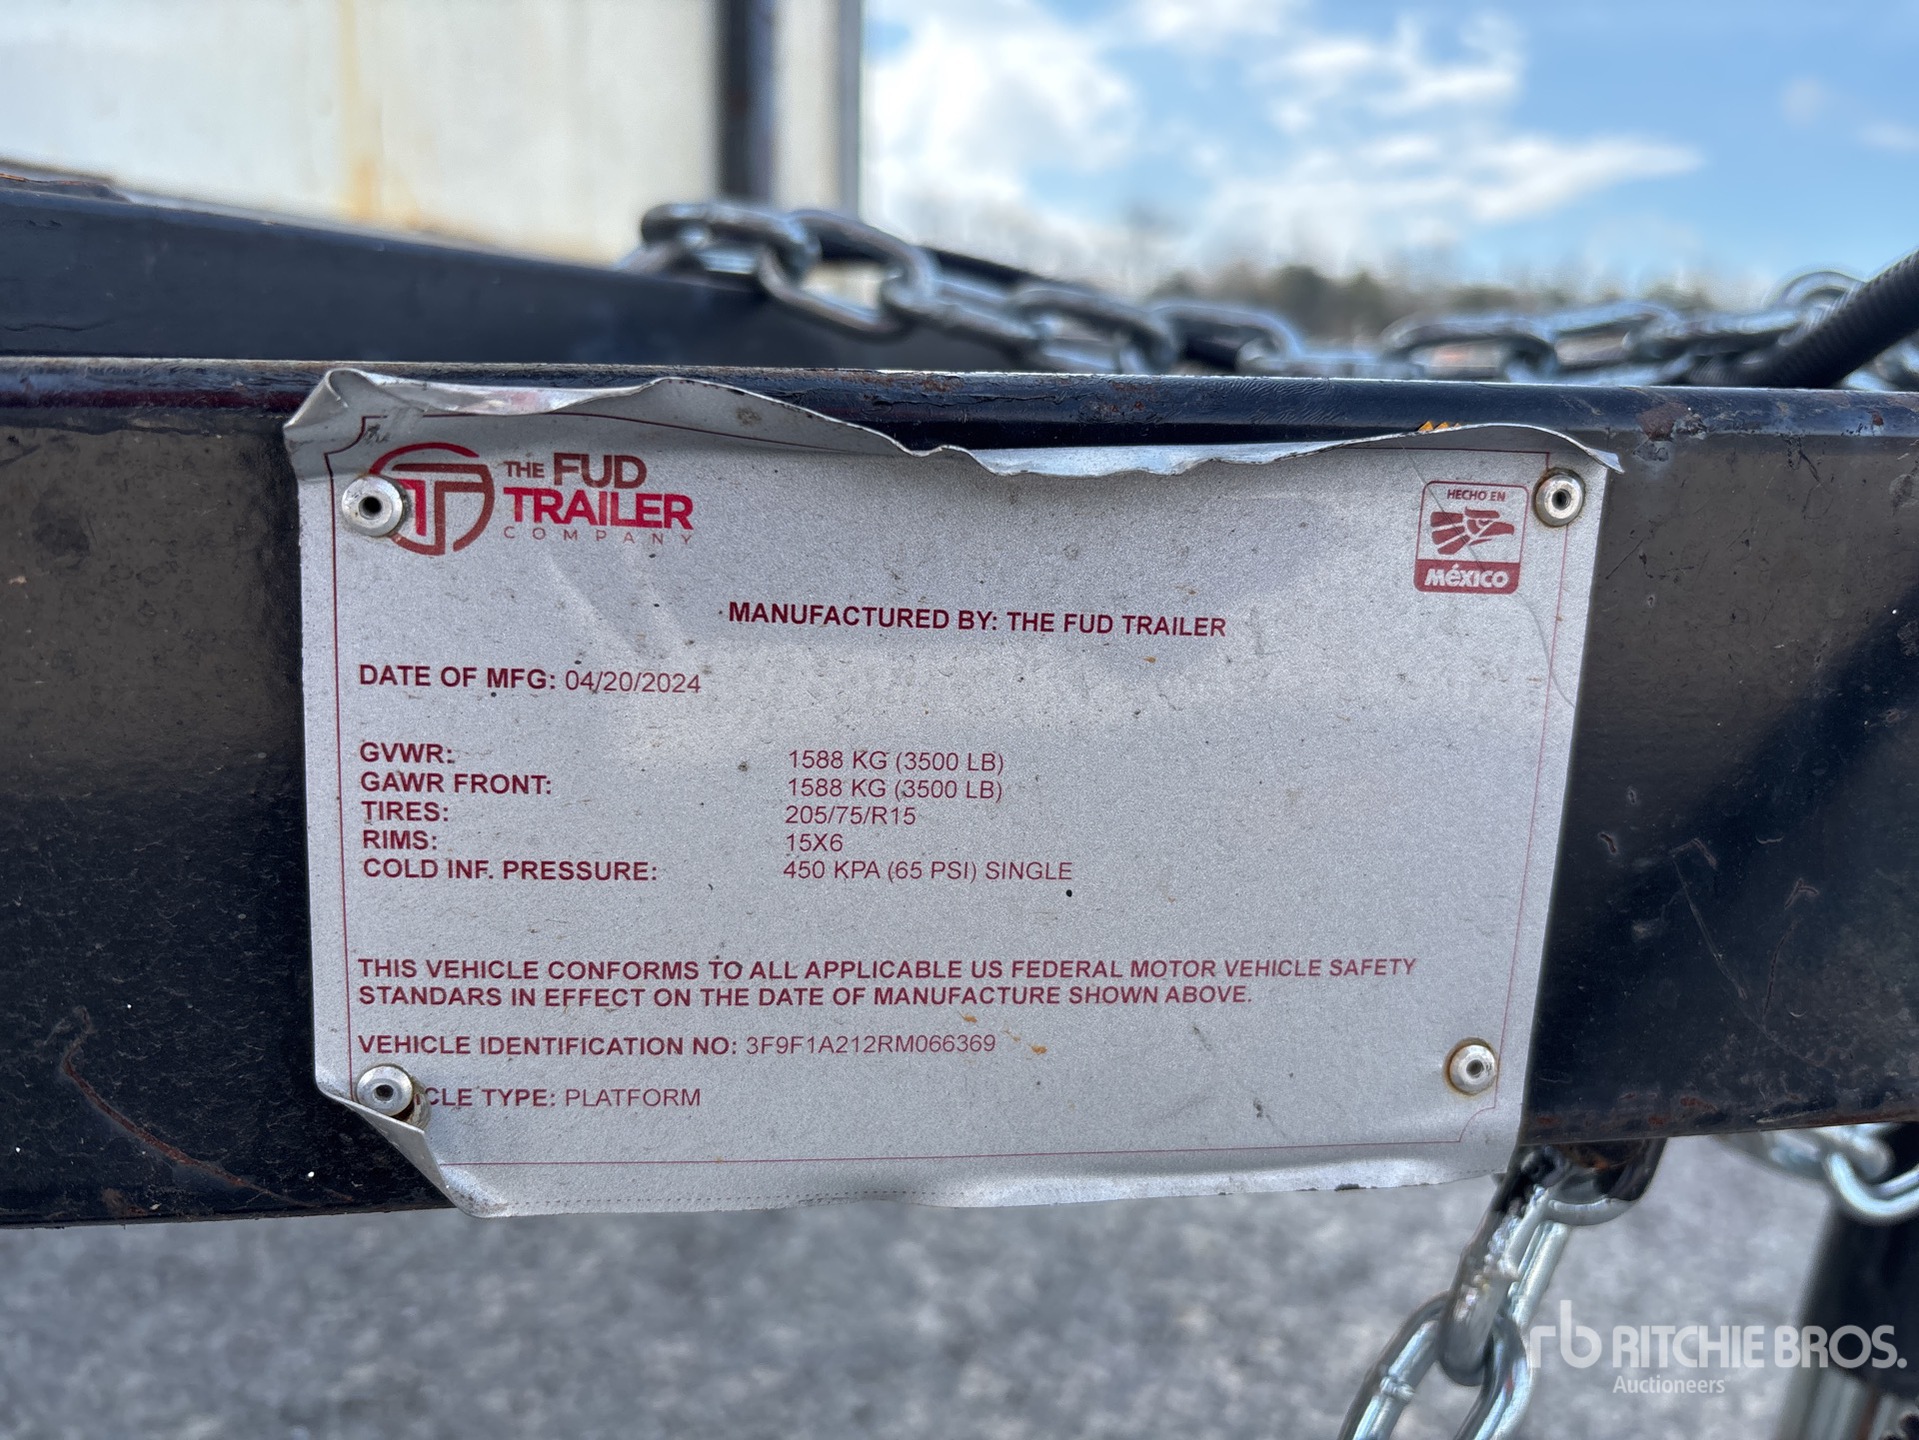 THE FUD
TRAILER
COMPANY
HECHO EN
MéXICO
MANUFACTURED BY: THE FUD TRAILER
DATE OF MFG: 04/20/2024
GVWR: 1588 KG (3500 LB)
GAWR FRONT: 1588 KG (3500 LB)
TIRES: 205/75/R15
RIMS: 15X6
COLD INF. PRESSURE: 450 KPA (65 PSI) SINGLE
THIS VEHICLE CONFORMS TO ALL APPLICABLE US FEDERAL MOTOR VEHICLE SAFETY
STANDARS IN EFFECT ON THE DATE OF MANUFACTURE SHOWN ABOVE.
VEHICLE IDENTIFICATION NO: 3F9F1A212RM066369
CLE TYPE: PLATFORM
rb RITCHIE BROS.
Auctioneers